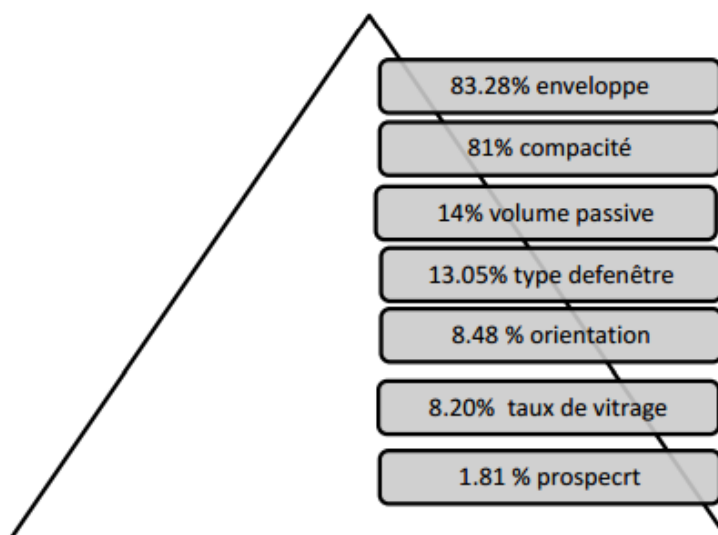 83.28% enveloppe
81% compacité
14% volume passive
13.05% type defenêtre
8.48 % orientation
8.20% taux de vitrage
1.81 % prospecrt